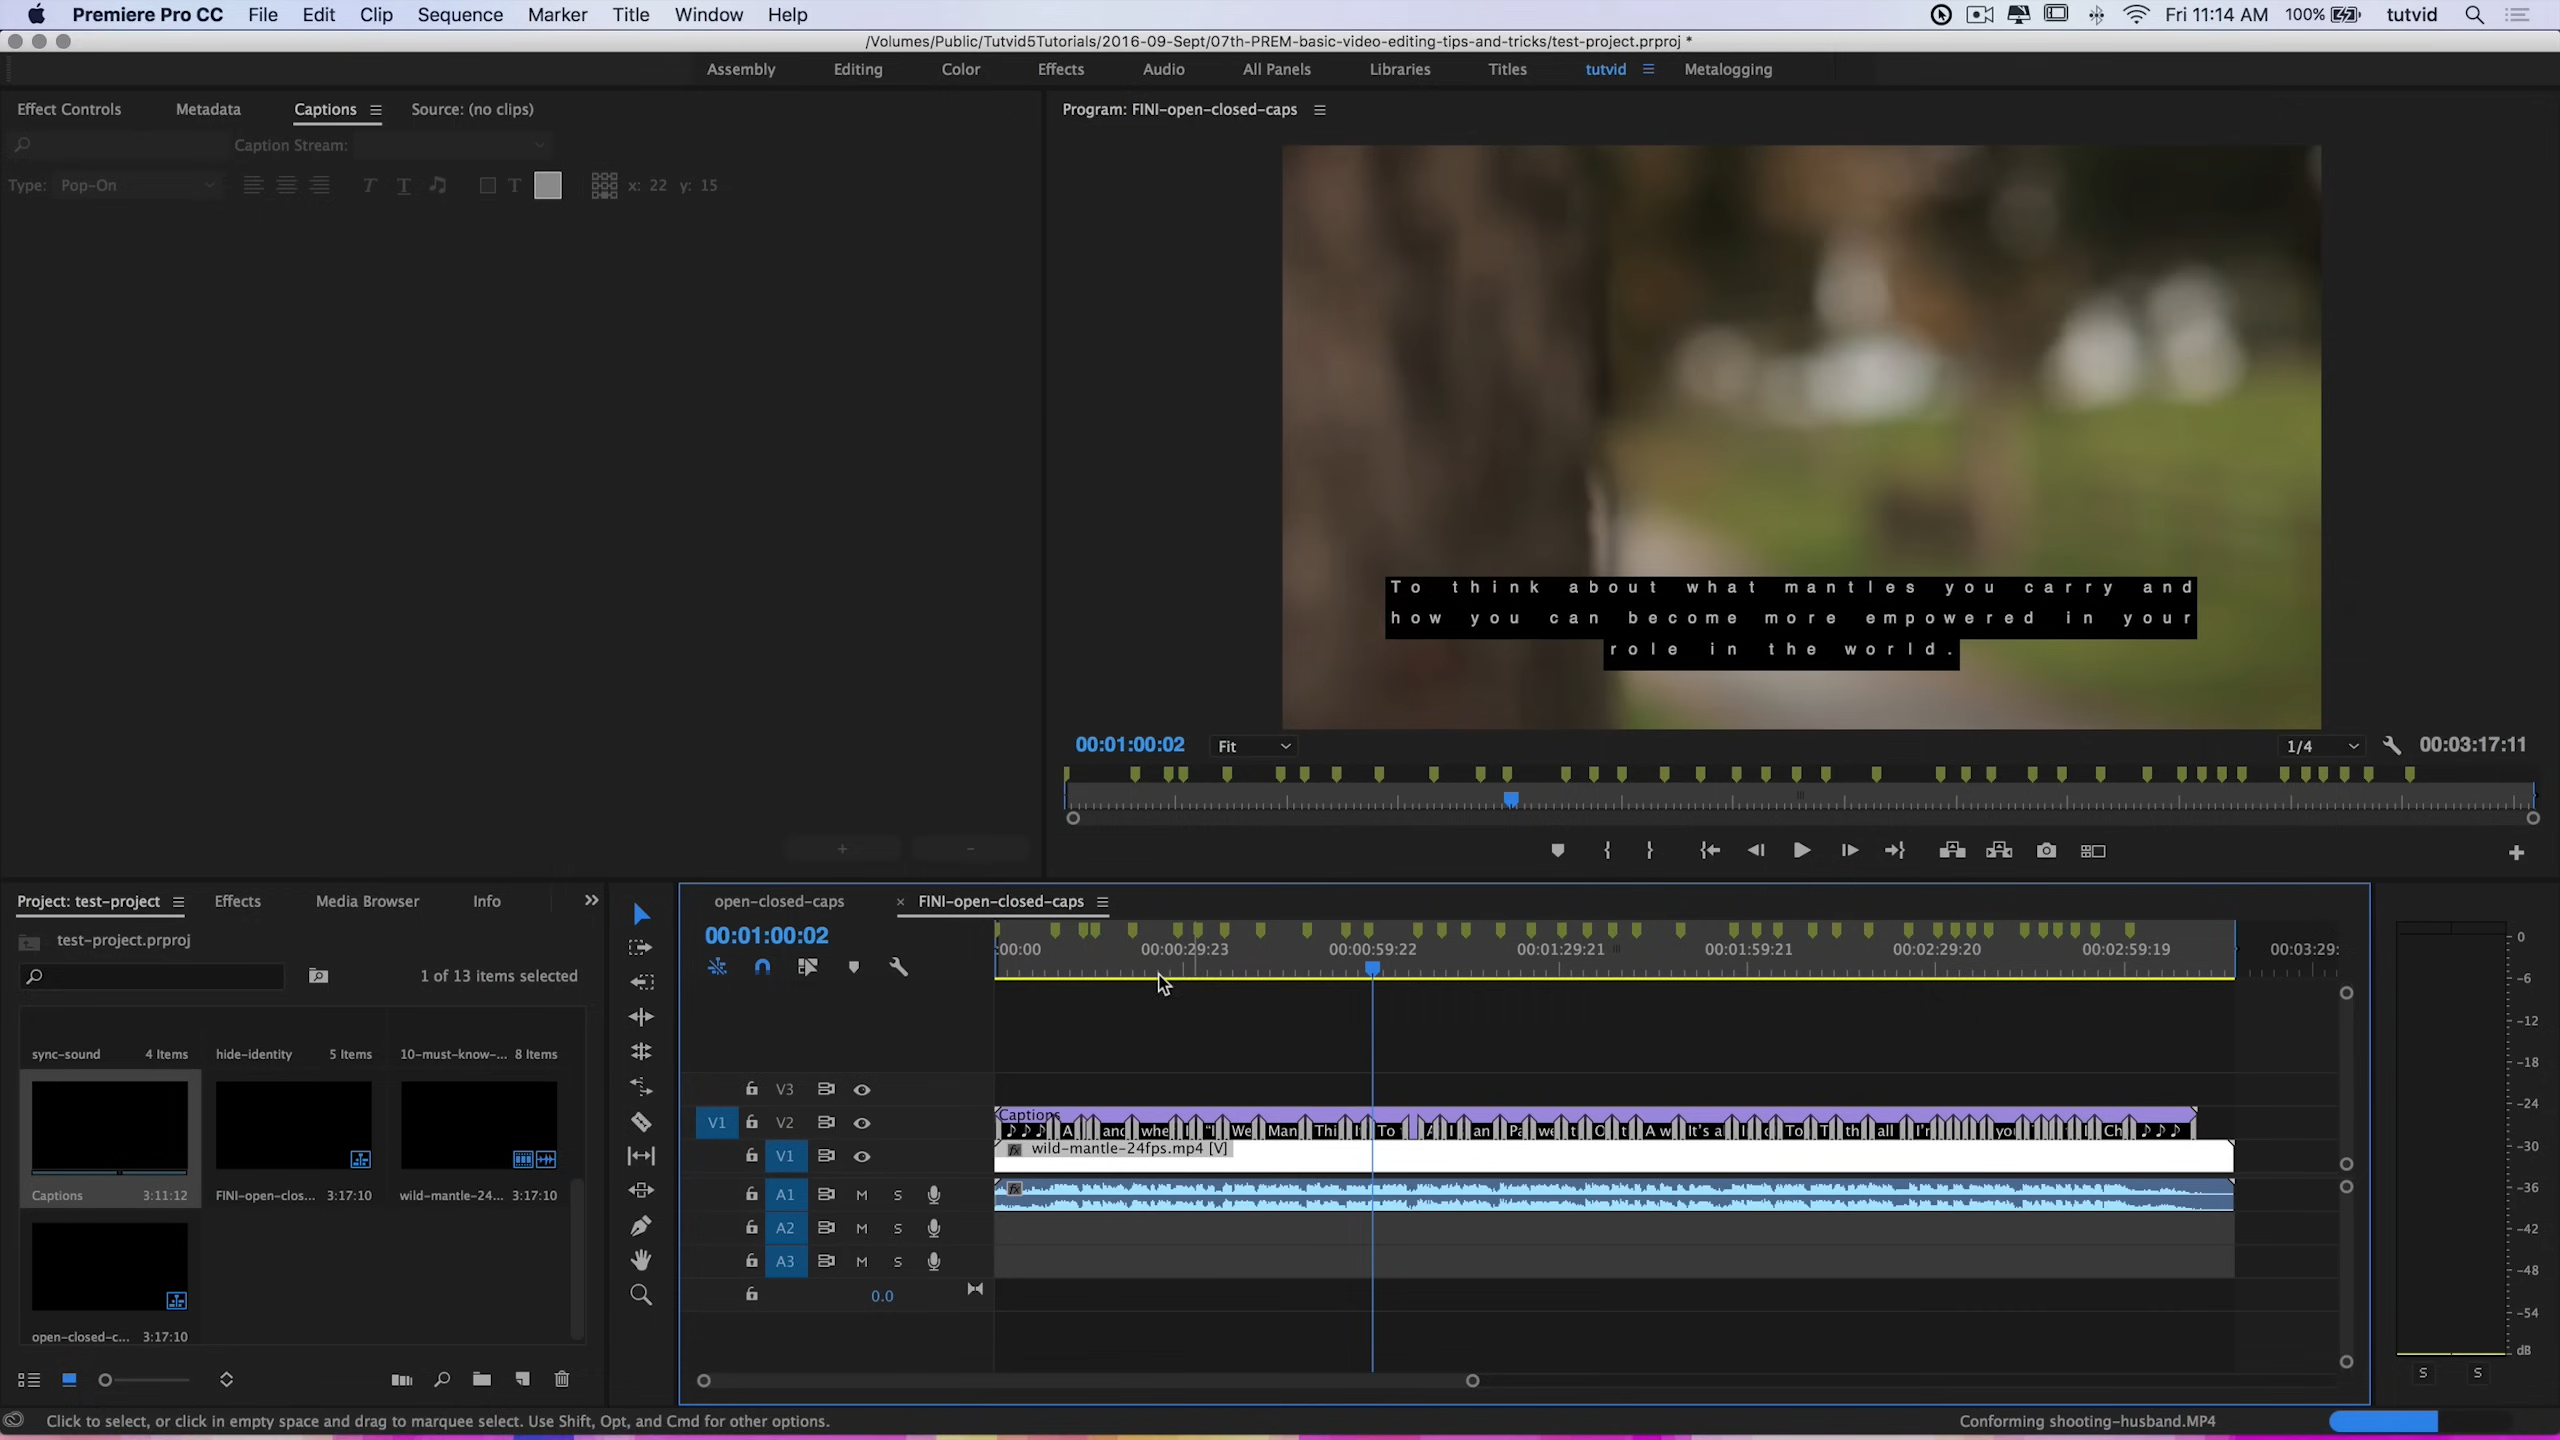 Premiere Pro CC File Edit Clip Sequence Marker Title Window Help Fri 11:14 AM 100% tutvid
/Volumes/Public/Tutvid5Tutorials/2016-09-Sept/07th-PREM-basic-video-editing-tips-and-tricks/test-project.prproj *
Assembly Editing Color Effects Audio All Panels Libraries Titles tutvid Metalogging
Effect Controls Metadata Captions Source: (no clips)
Program: FINI-open-closed-caps
Caption Stream:
Type: Pop-On T T T x: 22 y: 15
To think about what mantles you carry and
how you can become more empowered in your
role in the world.
00:01:00:02 Fit 1/4 00:03:17:11
+ -
Project: test-project Effects Media Browser Info
test-project.prproj
1 of 13 items selected
sync-sound 4 Items hide-identity 5 Items 10-must-know-... 8 Items
Captions 3:11:12 FINI-open-clos... 3:17:10 wild-mantle-24... 3:17:10
open-closed-c... 3:17:10
open-closed-caps × FINI-open-closed-caps
00:01:00:02
:00:00 00:00:29:23 00:00:59:22 00:01:29:21 00:01:59:21 00:02:29:20 00:02:59:19 00:03:29:
V3
Captions
V1 V2
♪♪♪ A and whe "I We Man Thi To A I an Pa we t O t A w It's a I To T th all I'r you Ch ♪♪♪
V1 fx wild-mantle-24fps.mp4 [V]
A1 M S fx
A2 M S
A3 M S
0.0
0
-6
-12
-18
-24
-30
-36
-42
-48
-54
dB
S S
Click to select, or click in empty space and drag to marquee select. Use Shift, Opt, and Cmd for other options.
Conforming shooting-husband.MP4